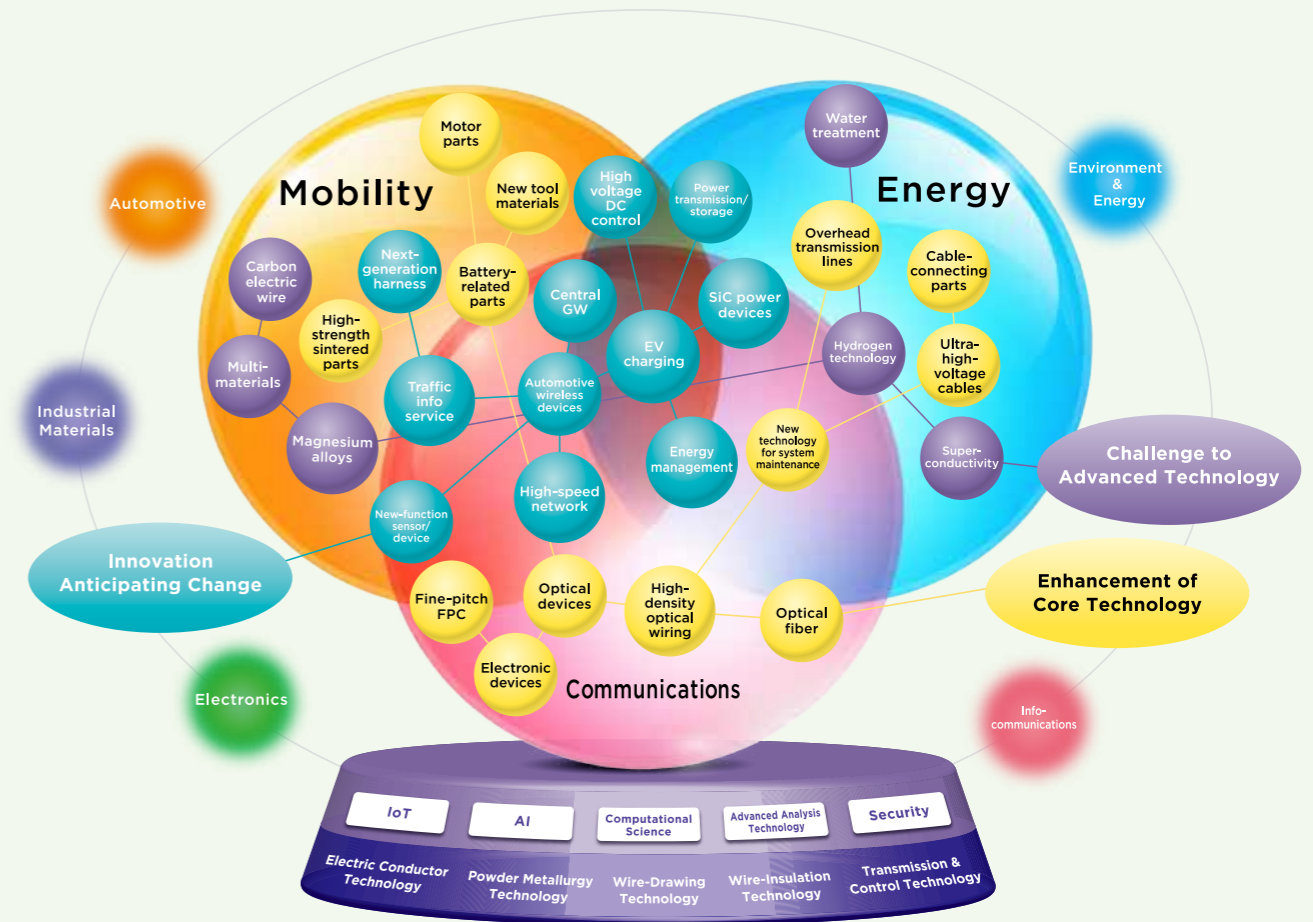 Mobility
Energy
Communications
Automotive
Industrial
Materials
Electronics
Environment
&
Energy
Info-
communications
Motor
parts
New tool
materials
Carbon
electric
wire
Next-
generation
harness
Battery-
related
parts
High-
strength
sintered
parts
Multi-
materials
Magnesium
alloys
Traffic
info
service
High
voltage
DC
control
Power
transmission/
storage
Central
GW
SiC power
devices
EV
charging
Automotive
wireless
devices
Energy
management
High-speed
network
New-function
sensor/
device
Water
treatment
Overhead
transmission
lines
Cable-
connecting
parts
Hydrogen
technology
Ultra-
high-
voltage
cables
New
technology
for system
maintenance
Super-
conductivity
Fine-pitch
FPC
Optical
devices
High-
density
optical
wiring
Optical
fiber
Electronic
devices
Challenge to
Advanced Technology
Innovation
Anticipating Change
Enhancement of
Core Technology
IoT
AI
Computational
Science
Advanced Analysis
Technology
Security
Electric Conductor
Technology
Powder Metallurgy
Technology
Wire-Drawing
Technology
Wire-Insulation
Technology
Transmission &
Control Technology